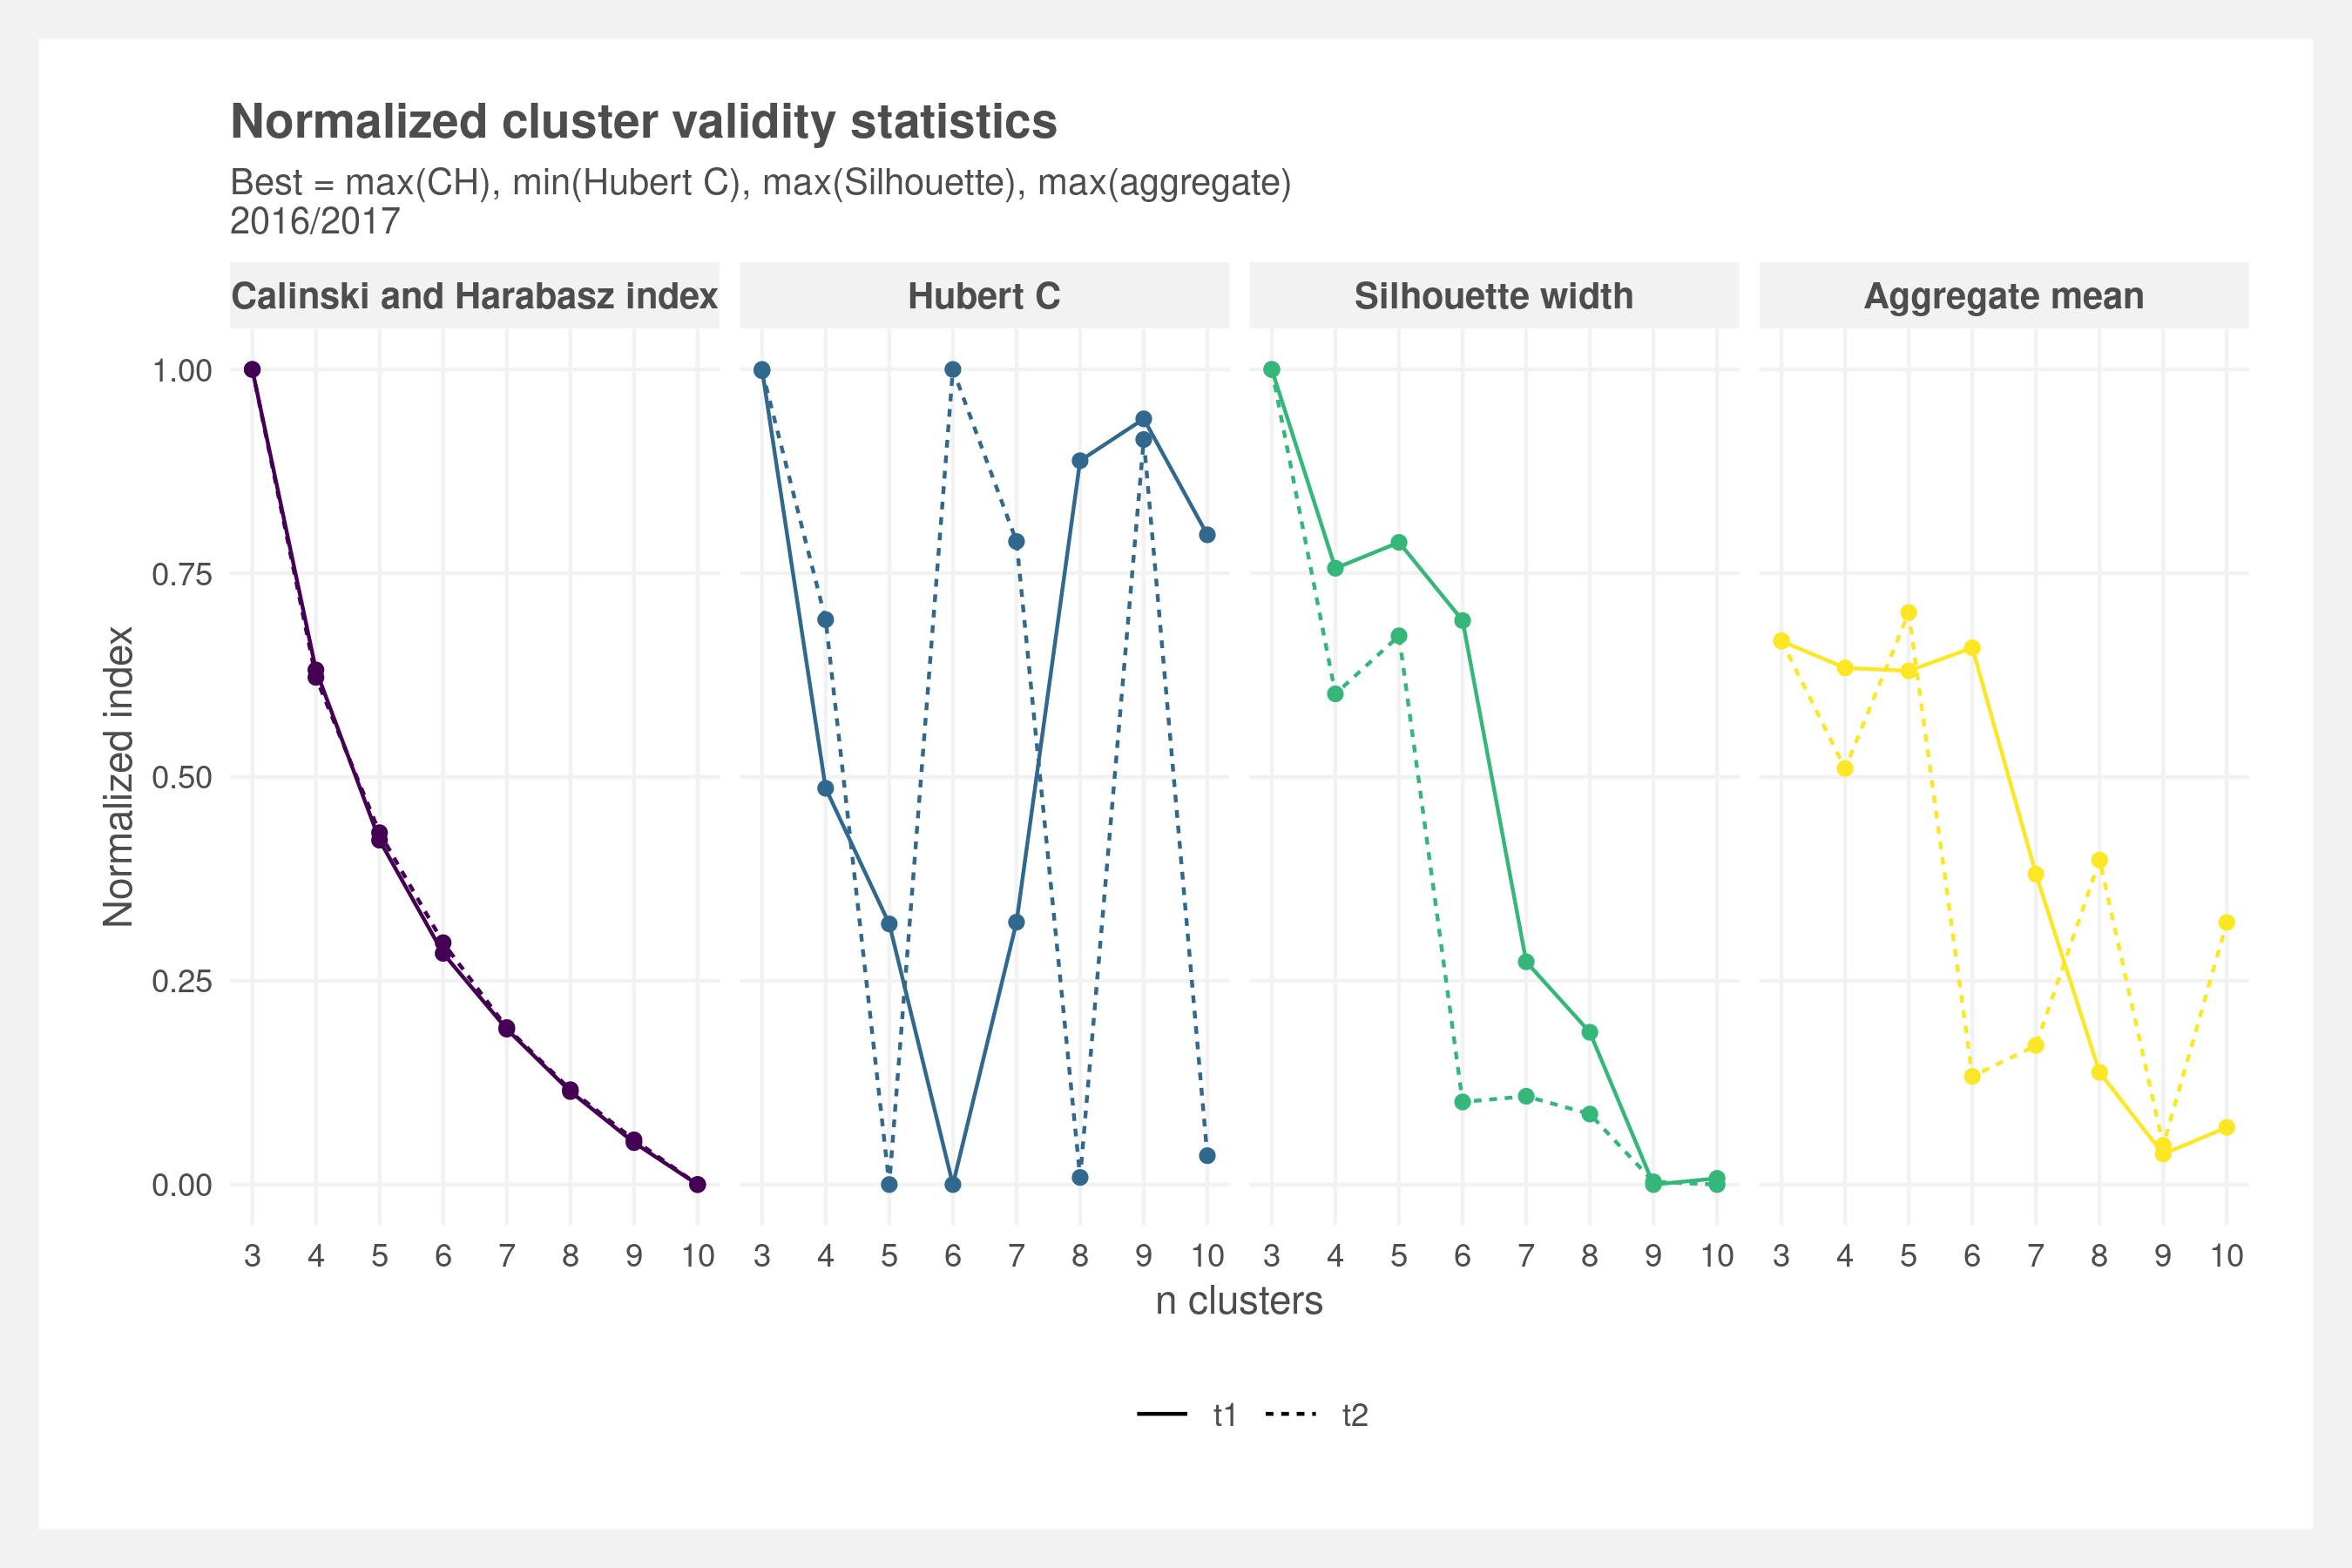 Normalized cluster validity statistics
Best = max(CH), min(Hubert C), max(Silhouette), max(aggregate)
2016/2017
Calinski and Harabasz index
Hubert C
Silhouette width
Aggregate mean
Normalized index
1.00
0.75
0.50
0.25
0.00
3 4 5 6 7 8 9 10
3 4 5 6 7 8 9 10
3 4 5 6 7 8 9 10
3 4 5 6 7 8 9 10
n clusters
t1 t2